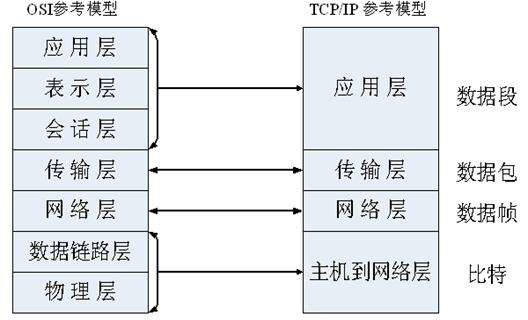 OSI参考模型
TCP/IP 参考模型
应用层
表示层
会话层
传输层
网络层
数据链路层
物理层
应用层
传输层
网络层
主机到网络层
数据段
数据包
数据帧
比特